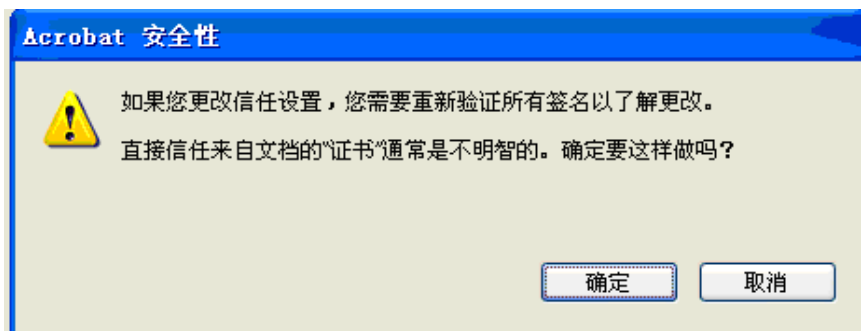 Acrobat 安全性
如果您更改信任设置，您需要重新验证所有签名以了解更改。
直接信任来自文档的"证书"通常是不明智的。确定要这样做吗?
确定
取消